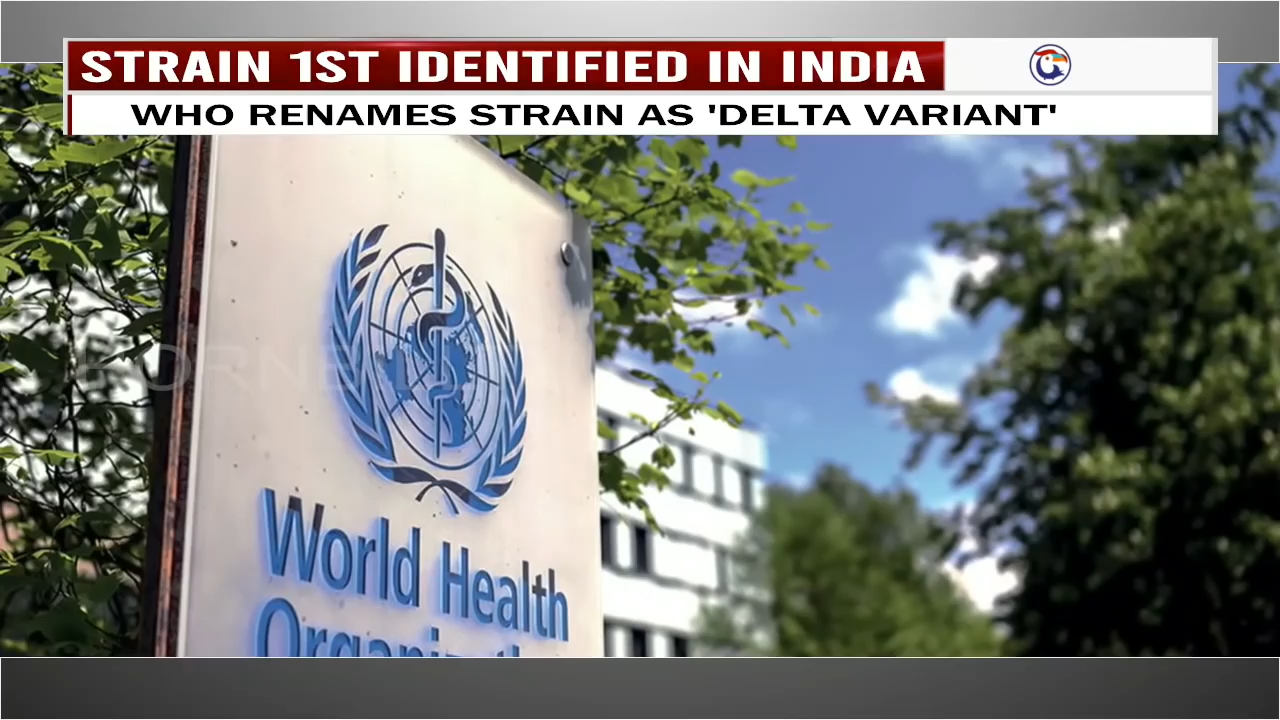 STRAIN 1ST IDENTIFIED IN INDIA
WHO RENAMES STRAIN AS 'DELTA VARIANT'
World Health